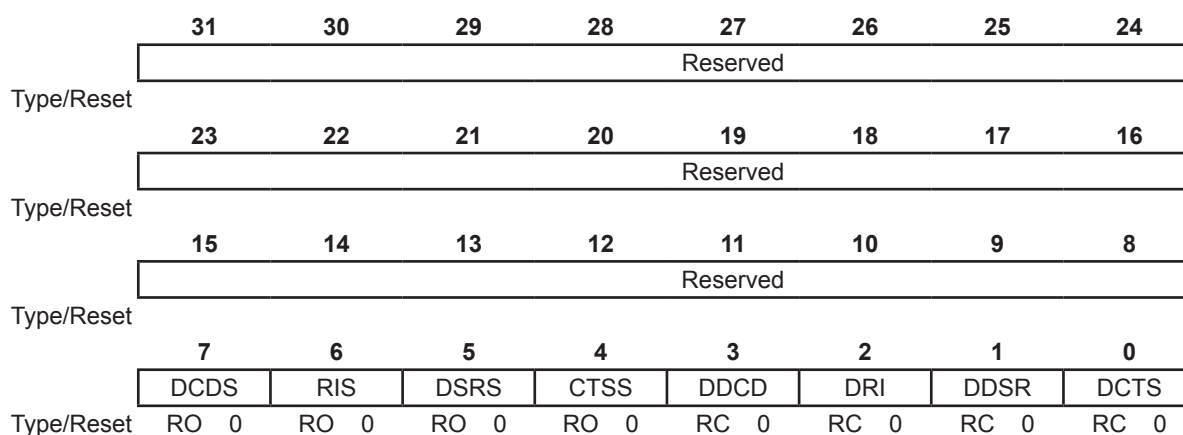 31 30 29 28 27 26 25 24
Reserved
Type/Reset
23 22 21 20 19 18 17 16
Reserved
Type/Reset
15 14 13 12 11 10 9 8
Reserved
Type/Reset
7 6 5 4 3 2 1 0
DCDS RIS DSRS CTSS DDCD DRI DDSR DCTS
Type/Reset RO 0 RO 0 RO 0 RO 0 RC 0 RC 0 RC 0 RC 0